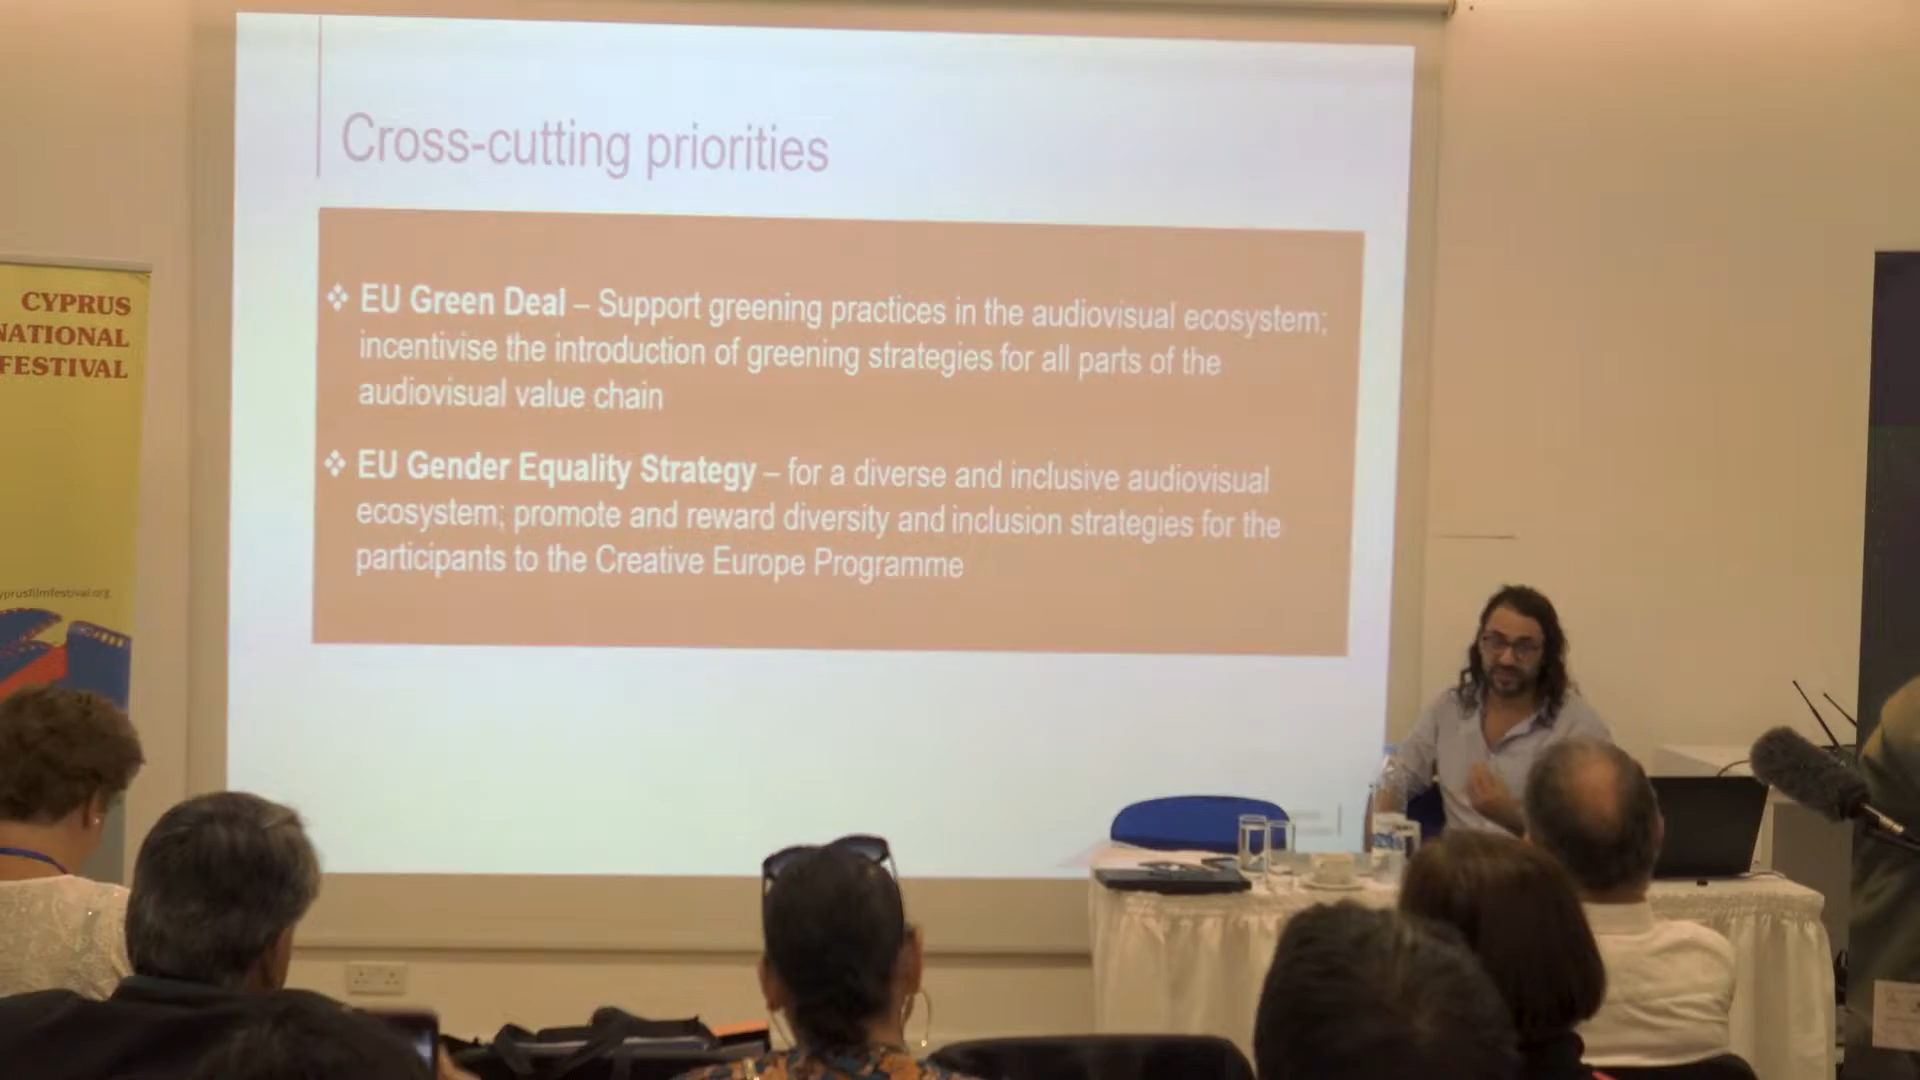 Cross-cutting priorities
❖ EU Green Deal – Support greening practices in the audiovisual ecosystem;
incentivise the introduction of greening strategies for all parts of the
audiovisual value chain
❖ EU Gender Equality Strategy – for a diverse and inclusive audiovisual
ecosystem; promote and reward diversity and inclusion strategies for the
participants to the Creative Europe Programme
CYPRUS
NATIONAL
FESTIVAL
yprusfilmfestival.org